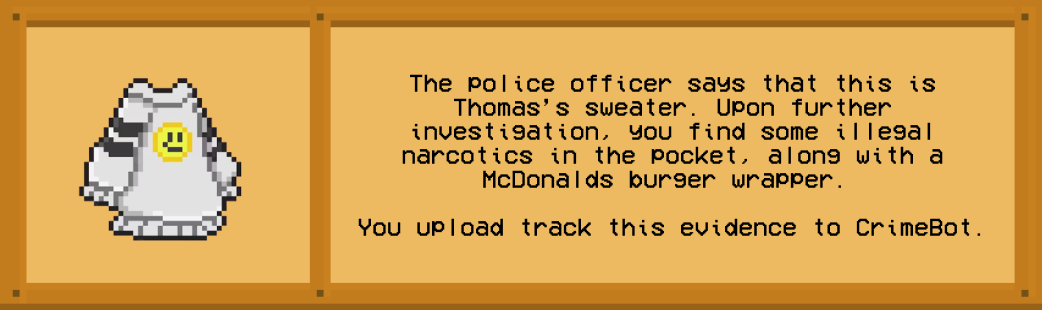 The police officer says that this is
Thomas's sweater. Upon further
investigation, you find some illegal
narcotics in the pocket, along with a
McDonalds burger wrapper.
You upload track this evidence to CrimeBot.